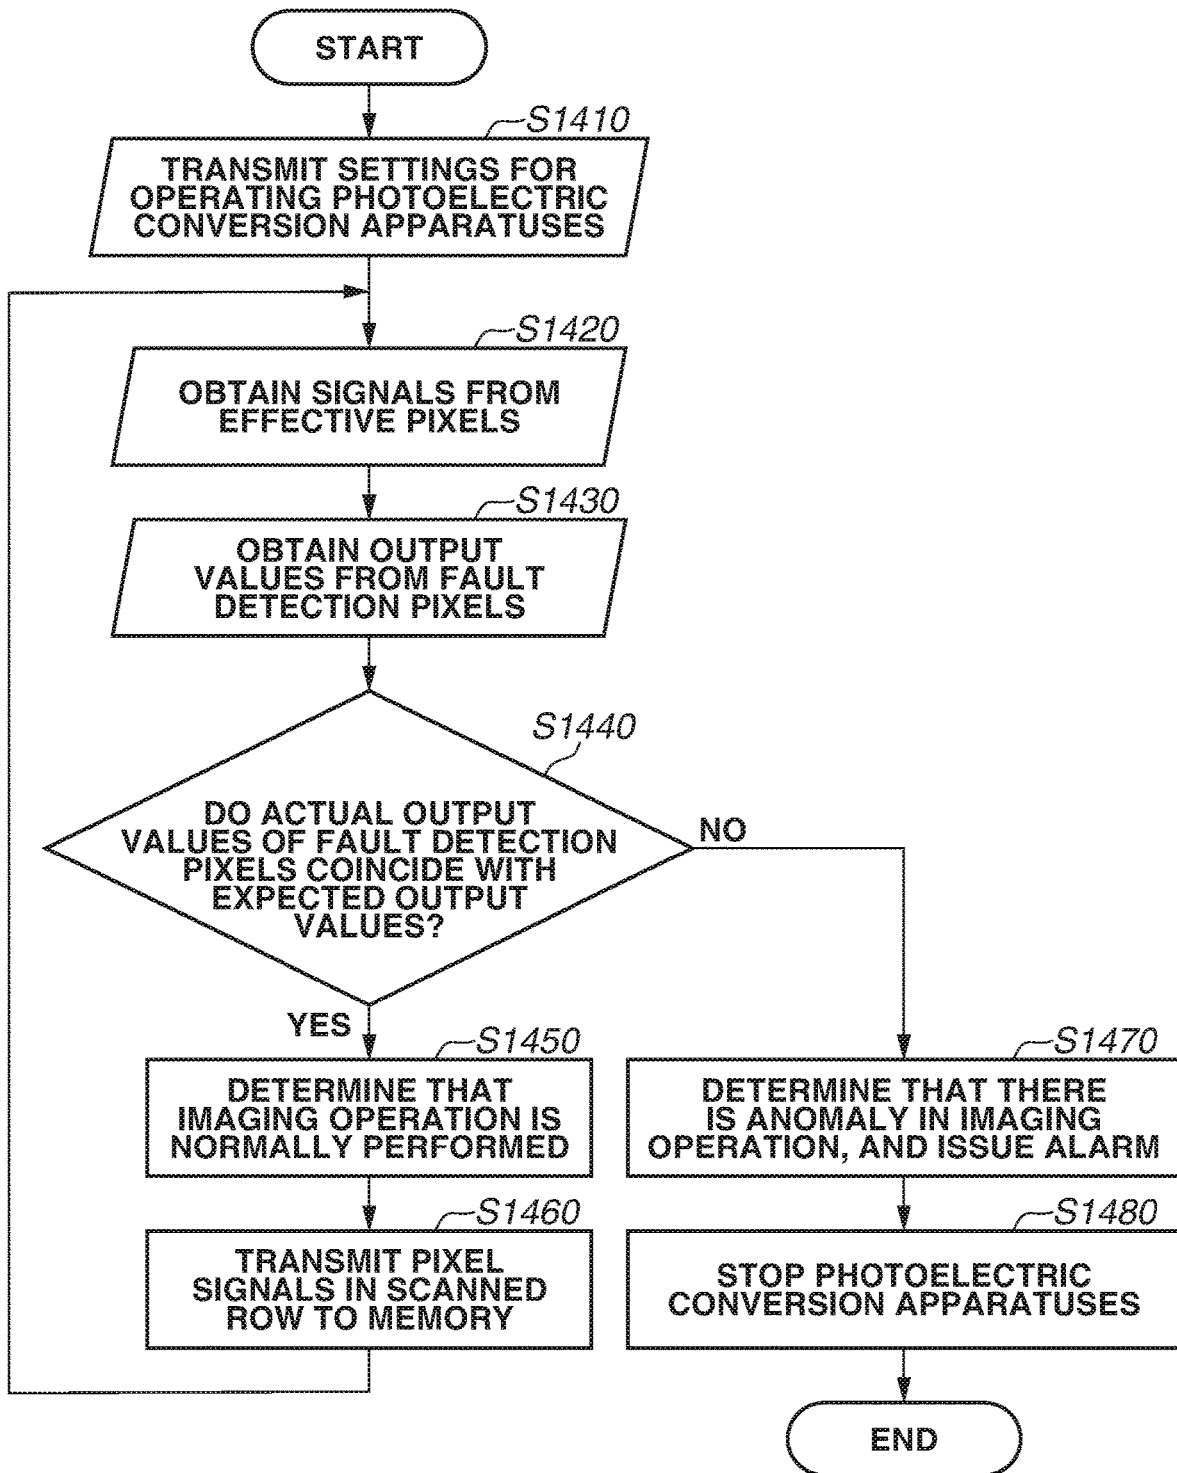 START
S1410
TRANSMIT SETTINGS FOR
OPERATING PHOTOELECTRIC
CONVERSION APPARATUSES
S1420
OBTAIN SIGNALS FROM
EFFECTIVE PIXELS
S1430
OBTAIN OUTPUT
VALUES FROM FAULT
DETECTION PIXELS
S1440
DO ACTUAL OUTPUT
VALUES OF FAULT DETECTION
PIXELS COINCIDE WITH
EXPECTED OUTPUT
VALUES?
NO
YES
S1450
DETERMINE THAT
IMAGING OPERATION IS
NORMALLY PERFORMED
S1460
TRANSMIT PIXEL
SIGNALS IN SCANNED
ROW TO MEMORY
S1470
DETERMINE THAT THERE
IS ANOMALY IN IMAGING
OPERATION, AND ISSUE ALARM
S1480
STOP PHOTOELECTRIC
CONVERSION APPARATUSES
END